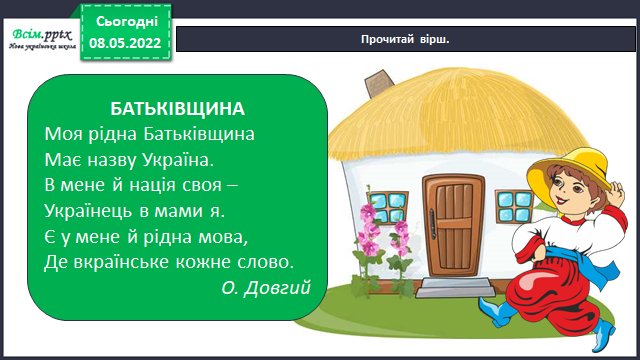 Всім.pptx
Нова українська школа
Сьогодні
08.05.2022
Прочитай вірш.
БАТЬКІВЩИНА
Моя рідна Батьківщина
Має назву Україна.
В мене й нація своя –
Українець в мами я.
Є у мене й рідна мова,
Де вкраїнське кожне слово.
О. Довгий